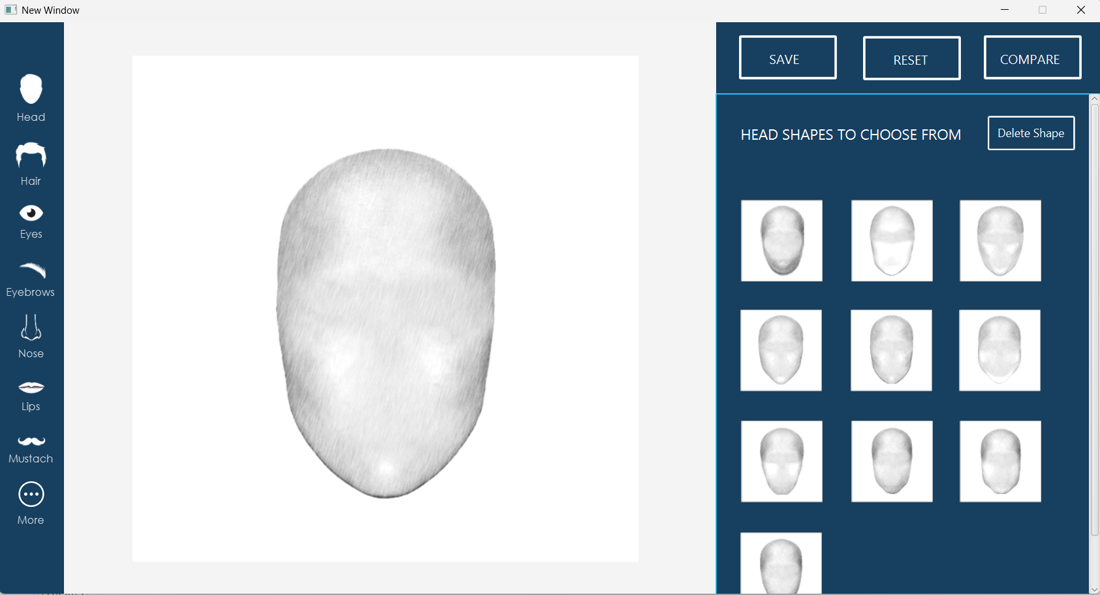 New Window
Head
Hair
Eyes
Eyebrows
Nose
Lips
Mustach
More
SAVE
RESET
COMPARE
HEAD SHAPES TO CHOOSE FROM
Delete Shape